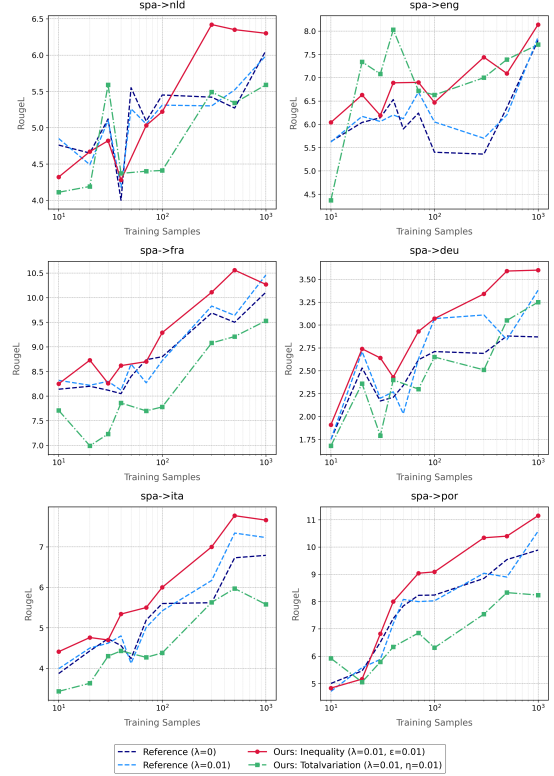 spa->nld
6.5
6.0
5.5
5.0
4.5
4.0
RougeL
10¹ 10² 10³
Training Samples
spa->eng
8.0
7.5
7.0
6.5
6.0
5.5
5.0
4.5
RougeL
10¹ 10² 10³
Training Samples
spa->fra
10.5
10.0
9.5
9.0
8.5
8.0
7.5
7.0
RougeL
10¹ 10² 10³
Training Samples
spa->deu
3.50
3.25
3.00
2.75
2.50
2.25
2.00
1.75
RougeL
10¹ 10² 10³
Training Samples
spa->ita
7
6
5
4
RougeL
10¹ 10² 10³
Training Samples
spa->por
11
10
9
8
7
6
5
RougeL
10¹ 10² 10³
Training Samples
Reference (λ=0)
Reference (λ=0.01)
Ours: Inequality (λ=0.01, ε=0.01)
Ours: Totalvariation (λ=0.01, η=0.01)